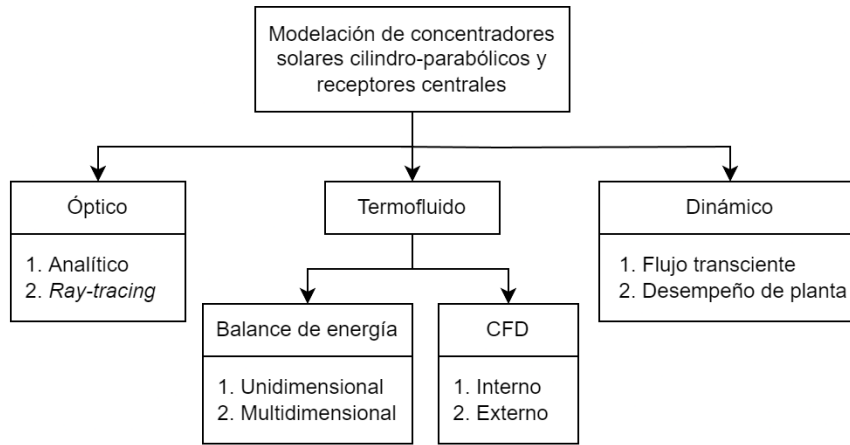 Modelación de concentradores
solares cilindro-parabólicos y
receptores centrales
Óptico
1. Analítico
2. Ray-tracing
Termofluido
Dinámico
1. Flujo transciente
2. Desempeño de planta
Balance de energía
1. Unidimensional
2. Multidimensional
CFD
1. Interno
2. Externo